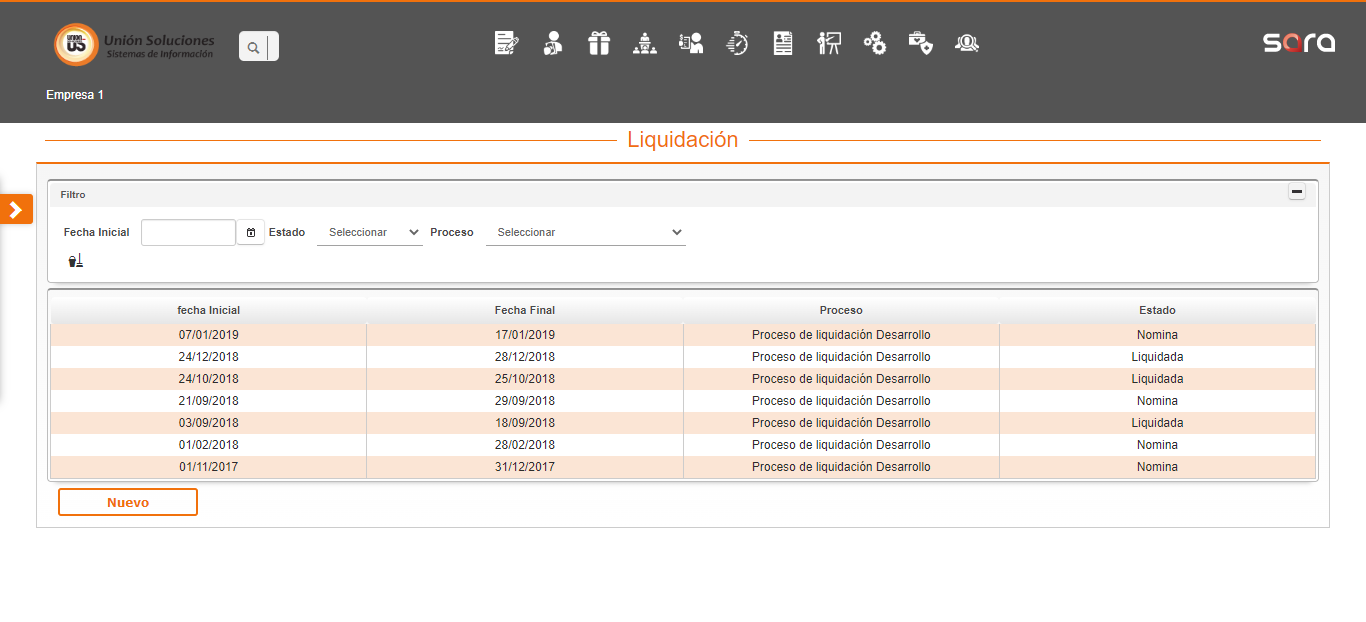 UNION
US
Unión Soluciones
Sistemas de Información
sara
Empresa 1
Liquidación
Filtro
Fecha Inicial Estado Seleccionar Proceso Seleccionar
fecha Inicial Fecha Final Proceso Estado
07/01/2019 17/01/2019 Proceso de liquidación Desarrollo Nomina
24/12/2018 28/12/2018 Proceso de liquidación Desarrollo Liquidada
24/10/2018 25/10/2018 Proceso de liquidación Desarrollo Liquidada
21/09/2018 29/09/2018 Proceso de liquidación Desarrollo Nomina
03/09/2018 18/09/2018 Proceso de liquidación Desarrollo Liquidada
01/02/2018 28/02/2018 Proceso de liquidación Desarrollo Nomina
01/11/2017 31/12/2017 Proceso de liquidación Desarrollo Nomina
Nuevo